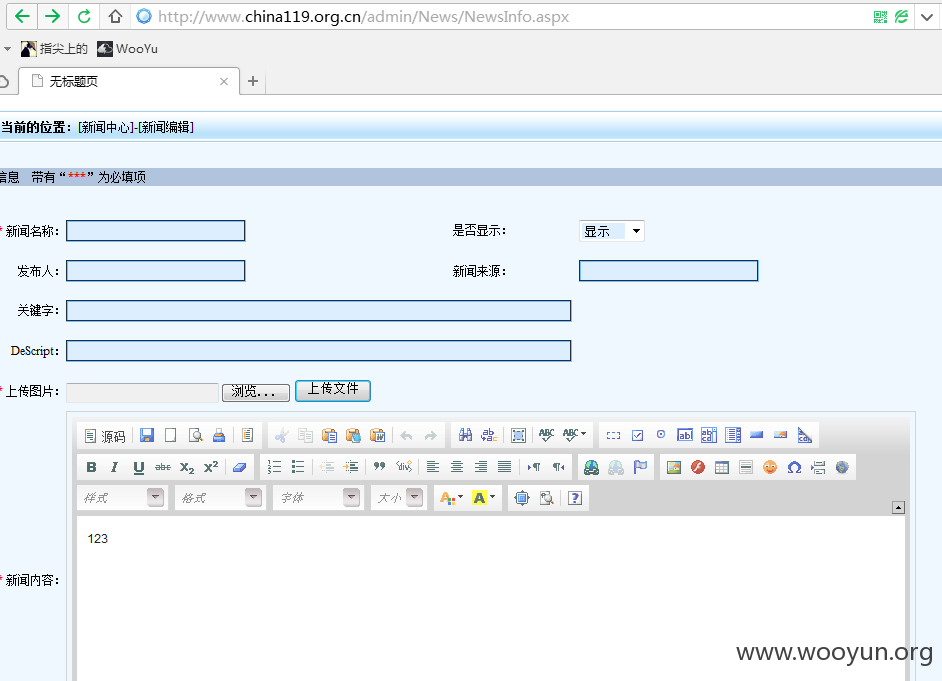 http://www.china119.org.cn/admin/News/NewsInfo.aspx
指尖上的 WooYu
无标题页
当前的位置：[新闻中心]-[新闻编辑]
信息 带有“***”为必填项
*新闻名称： 是否显示： 显示
发布人： 新闻来源：
关键字：
DeScript：
*上传图片： 浏览... 上传文件
源码
B I U abc X₂ X²
样式 格式 字体 大小
123
*新闻内容：
www.wooyun.org